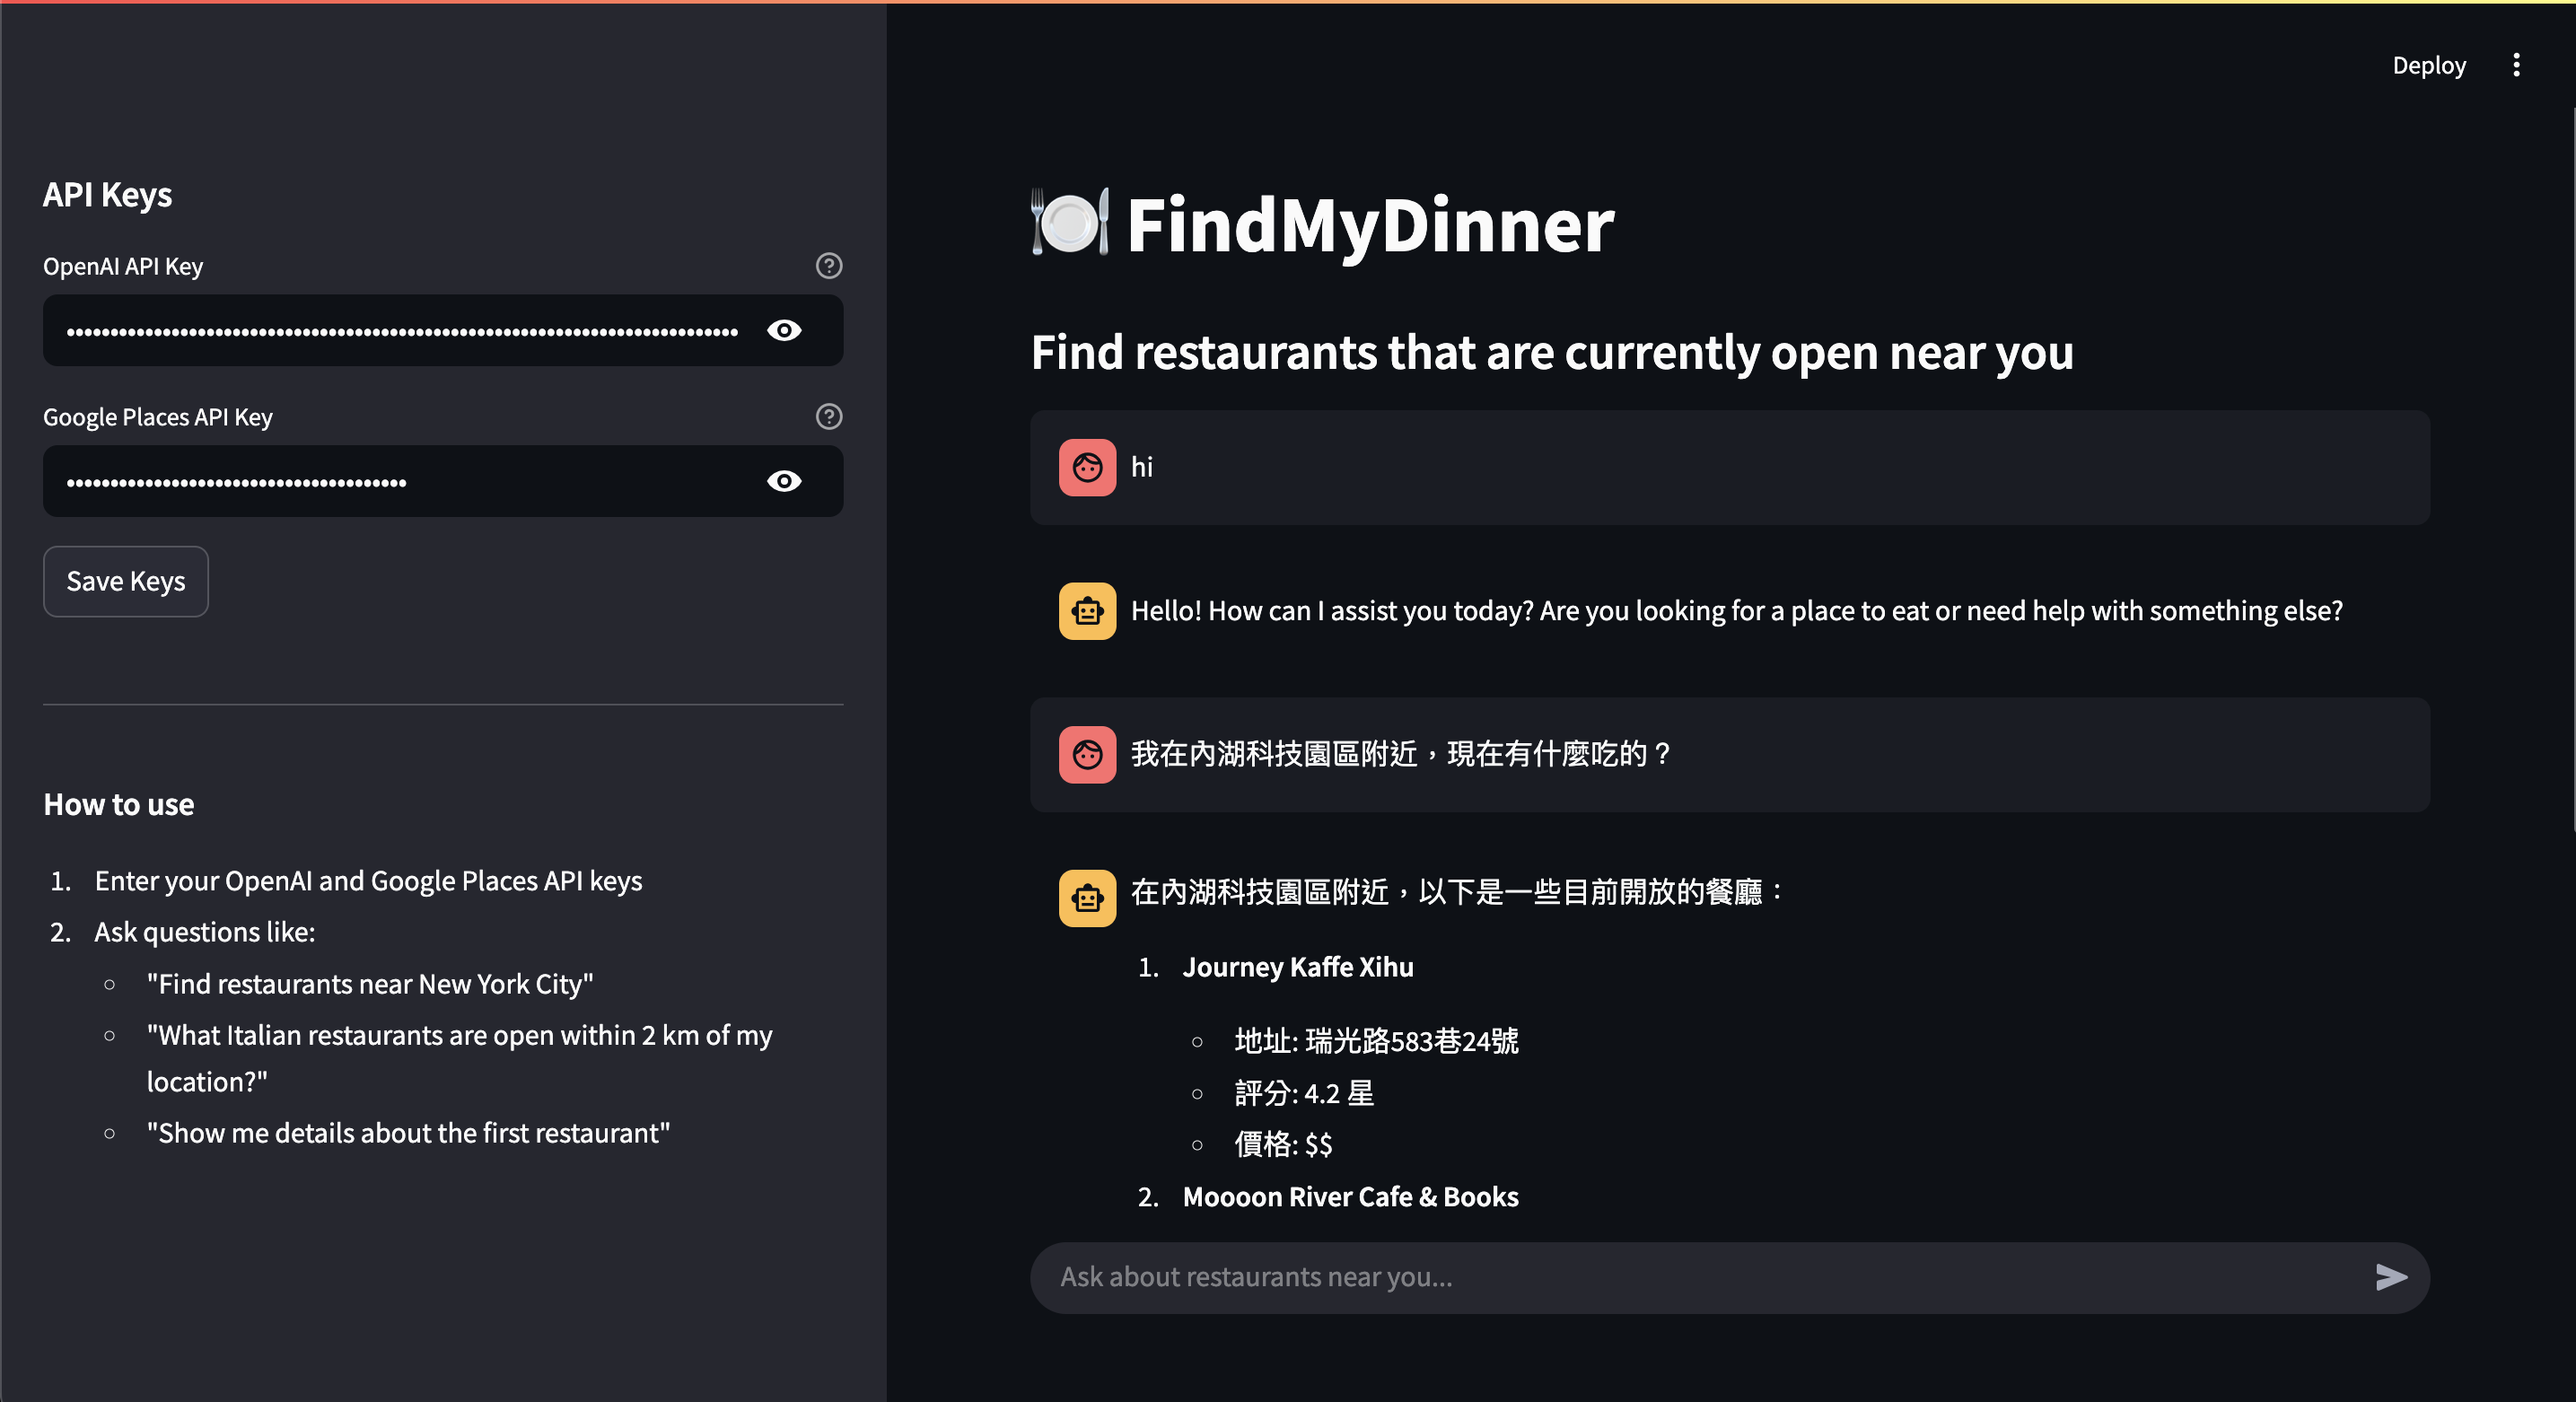 Deploy
API Keys
OpenAI API Key
Google Places API Key
Save Keys
How to use
1. Enter your OpenAI and Google Places API keys
2. Ask questions like:
"Find restaurants near New York City"
"What Italian restaurants are open within 2 km of my
location?"
"Show me details about the first restaurant"
FindMyDinner
Find restaurants that are currently open near you
hi
Hello! How can I assist you today? Are you looking for a place to eat or need help with something else?
我在內湖科技園區附近，現在有什麼吃的？
在內湖科技園區附近，以下是一些目前開放的餐廳：
1. Journey Kaffe Xihu
地址: 瑞光路583巷24號
評分: 4.2 星
價格: $$
2. Moooon River Cafe & Books
Ask about restaurants near you...